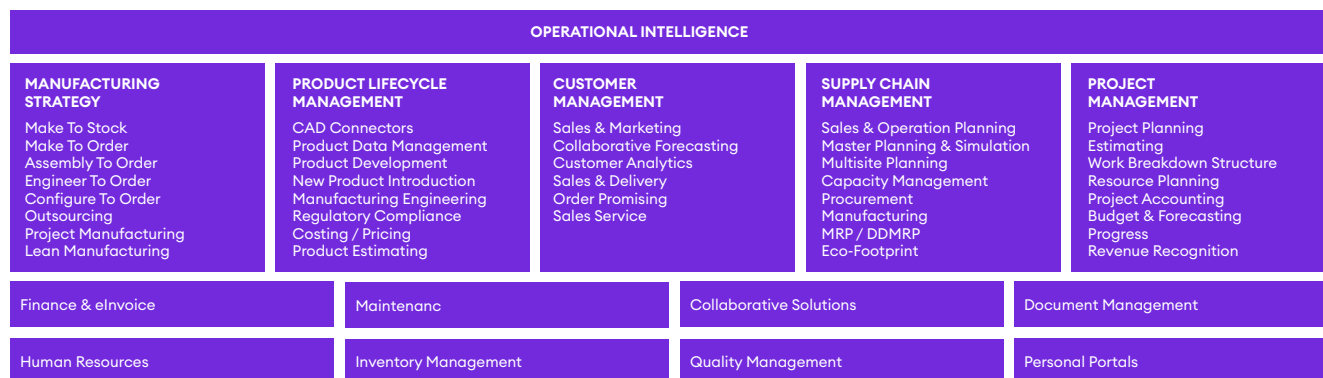 OPERATIONAL INTELLIGENCE
MANUFACTURING
STRATEGY
Make To Stock
Make To Order
Assembly To Order
Engineer To Order
Configure To Order
Outsourcing
Project Manufacturing
Lean Manufacturing
PRODUCT LIFECYCLE
MANAGEMENT
CAD Connectors
Product Data Management
Product Development
New Product Introduction
Manufacturing Engineering
Regulatory Compliance
Costing / Pricing
Product Estimating
CUSTOMER
MANAGEMENT
Sales & Marketing
Collaborative Forecasting
Customer Analytics
Sales & Delivery
Order Promising
Sales Service
SUPPLY CHAIN
MANAGEMENT
Sales & Operation Planning
Master Planning & Simulation
Multisite Planning
Capacity Management
Procurement
Manufacturing
MRP / DDMRP
Eco-Footprint
PROJECT
MANAGEMENT
Project Planning
Estimating
Work Breakdown Structure
Resource Planning
Project Accounting
Budget & Forecasting
Progress
Revenue Recognition
Finance & eInvoice
Maintenanc
Collaborative Solutions
Document Management
Human Resources
Inventory Management
Quality Management
Personal Portals